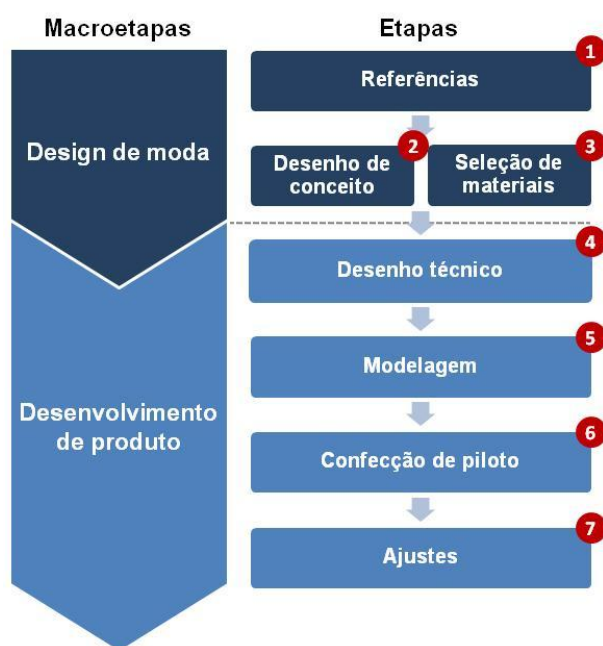 Macroetapas
Etapas
Design de moda
1
Referências
2
Desenho de
conceito
3
Seleção de
materiais
Desenvolvimento
de produto
4
Desenho técnico
5
Modelagem
6
Confecção de piloto
7
Ajustes